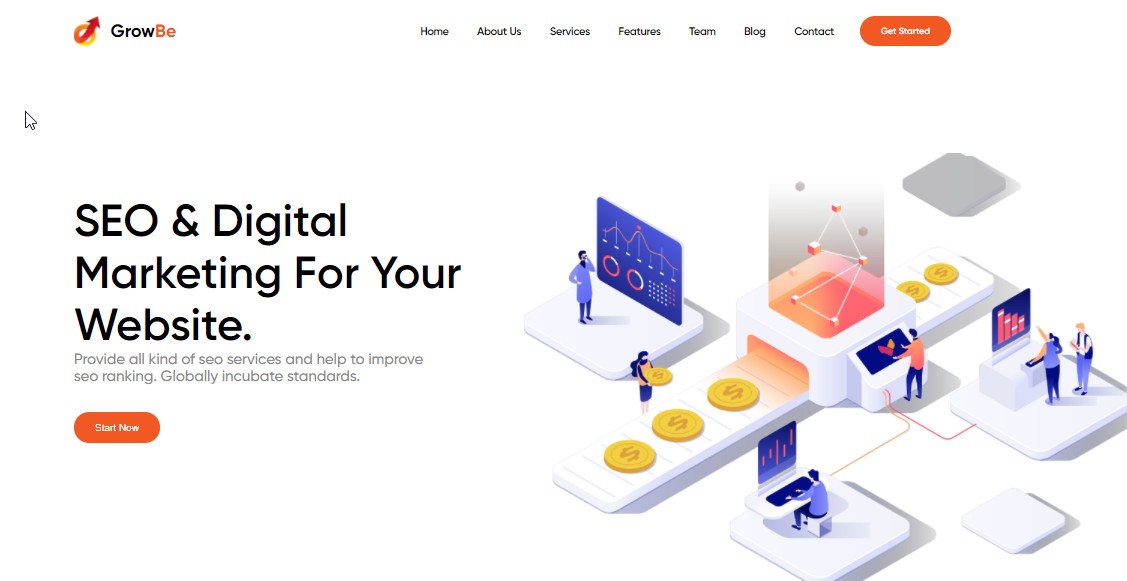 GrowBe
Home About Us Services Features Team Blog Contact Get Started
SEO & Digital
Marketing For Your
Website.
Provide all kind of seo services and help to improve
seo ranking. Globally incubate standards.
Start Now